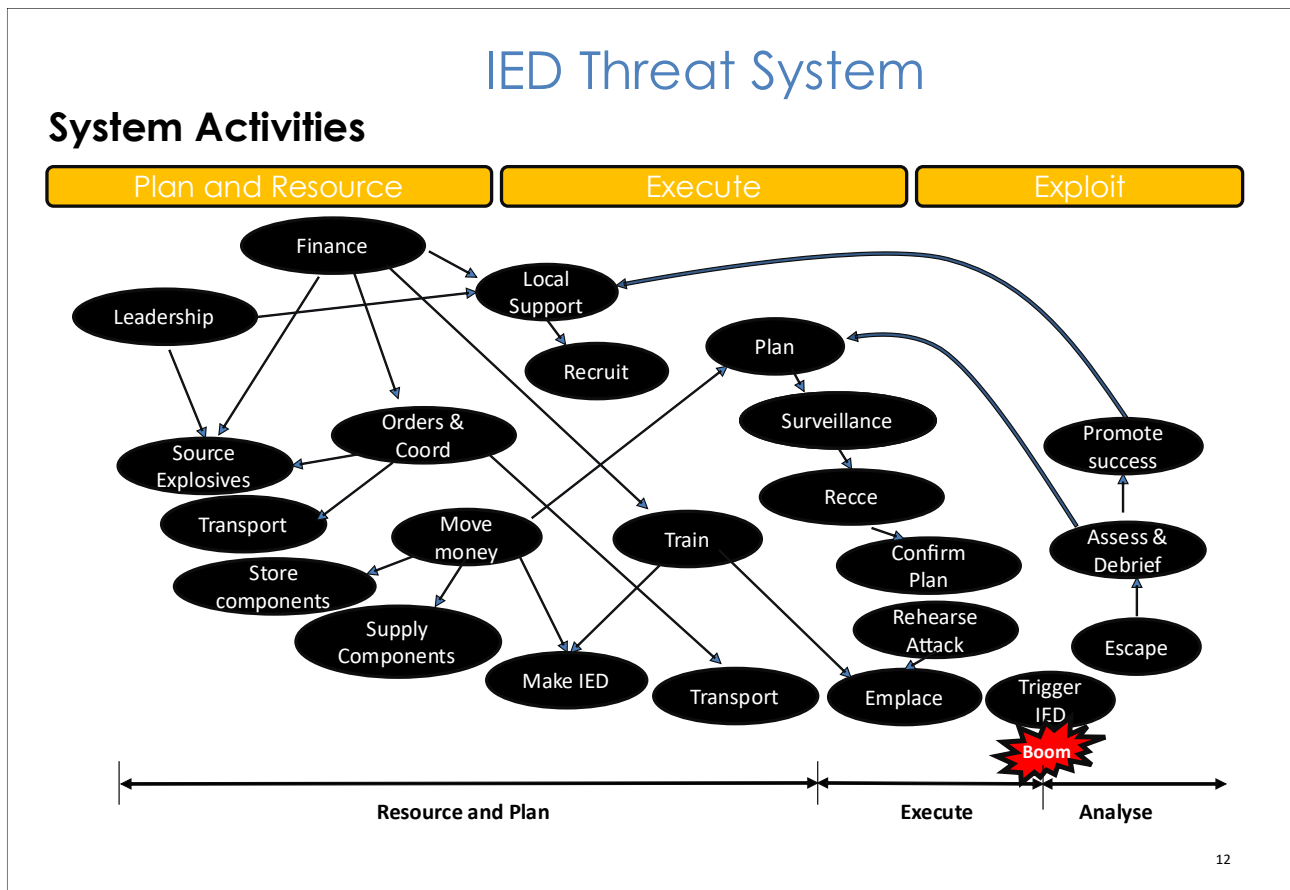 IED Threat System
System Activities
Plan and Resource
Execute
Exploit
Finance
Local
Support
Leadership
Plan
Recruit
Surveillance
Orders &
Coord
Promote
success
Source
Explosives
Recce
Transport
Move
money
Train
Assess &
Debrief
Confirm
Plan
Store
components
Rehearse
Attack
Supply
Components
Escape
Make IED
Transport
Emplace
Trigger
IED
Boom
Resource and Plan
Execute
Analyse
12